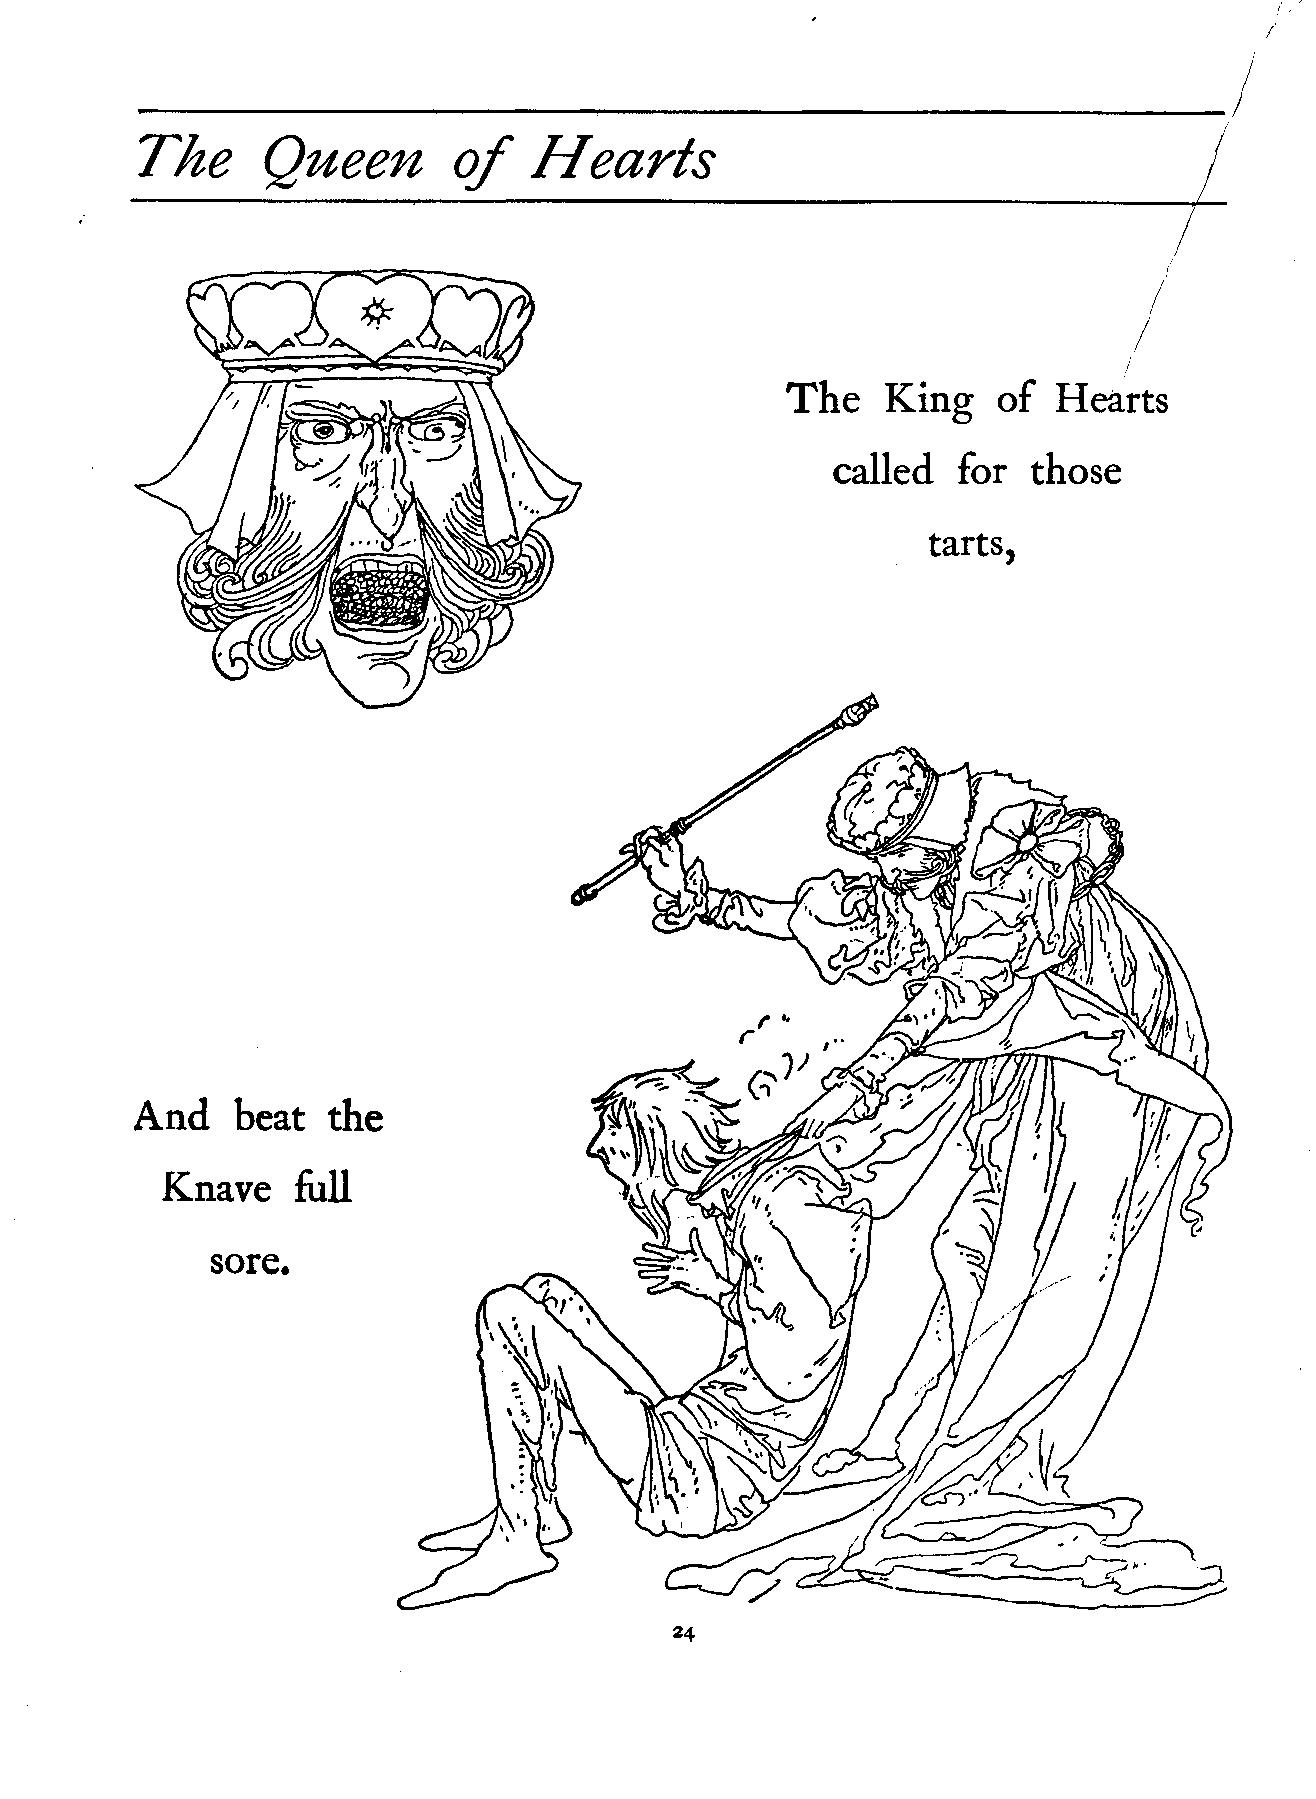 The Queen of Hearts
The King of Hearts
called for those
tarts,
And beat the
Knave full
sore.
24